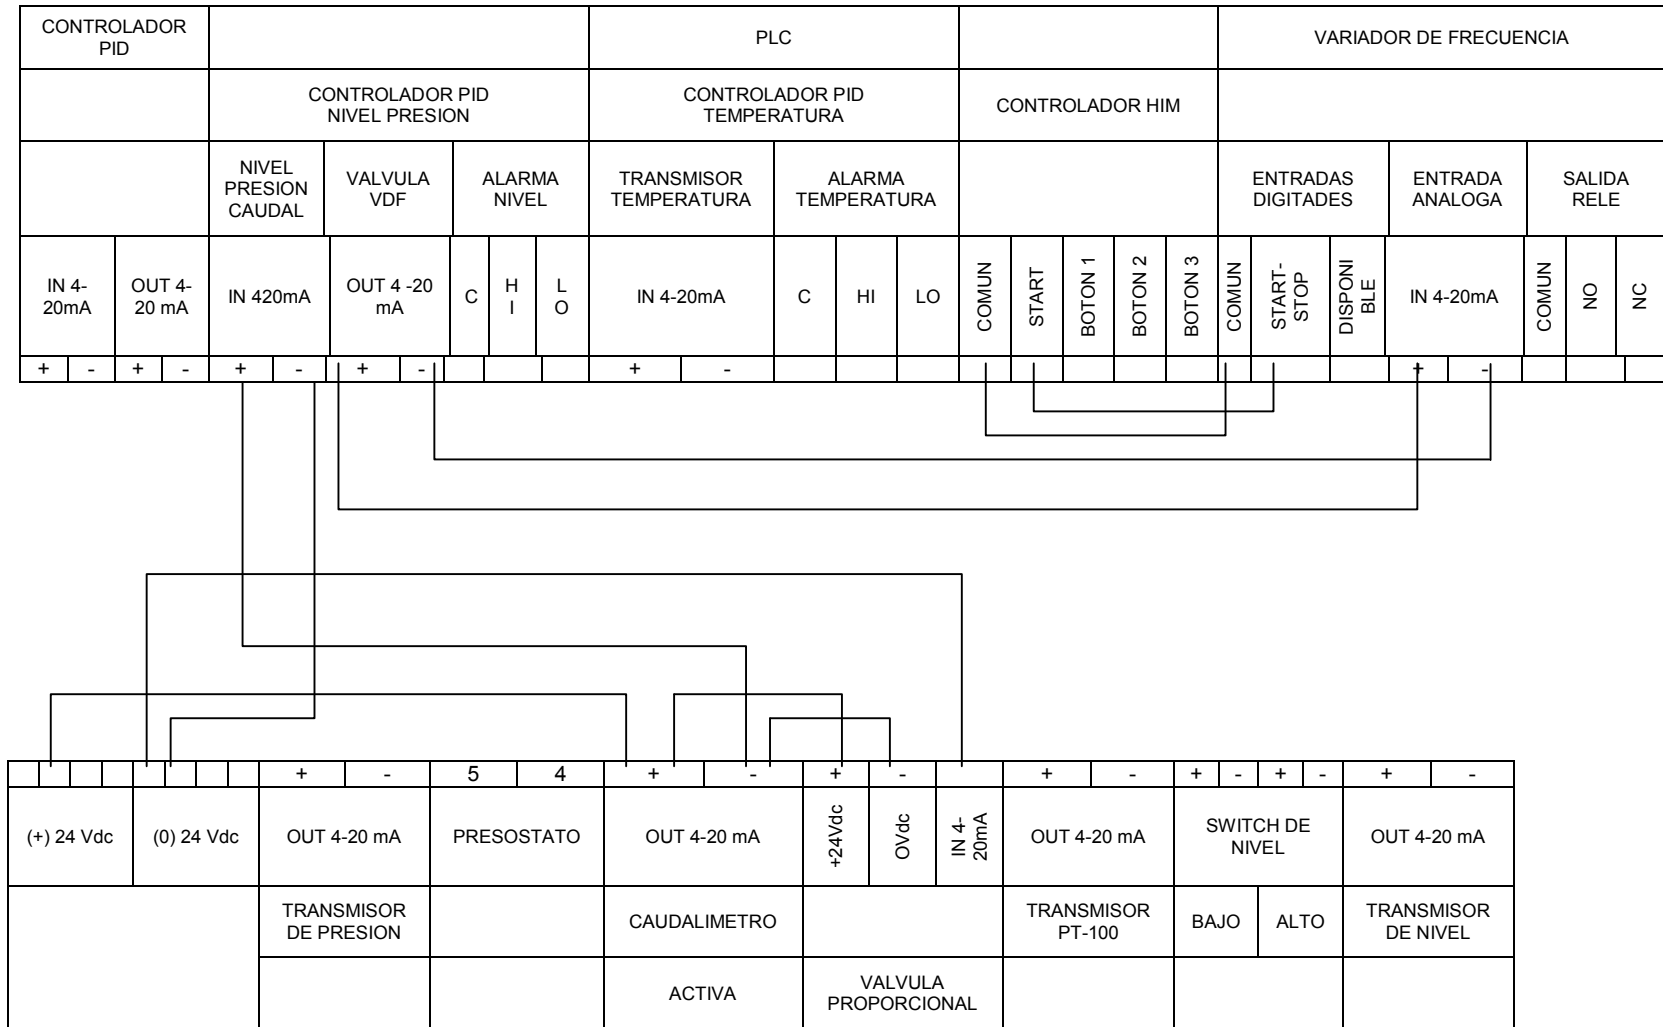 CONTROLADOR
PID
PLC
VARIADOR DE FRECUENCIA
CONTROLADOR PID
NIVEL PRESION
CONTROLADOR PID
TEMPERATURA
CONTROLADOR HIM
NIVEL
PRESION
CAUDAL
VALVULA
VDF
ALARMA
NIVEL
TRANSMISOR
TEMPERATURA
ALARMA
TEMPERATURA
ENTRADAS
DIGITADES
ENTRADA
ANALOGA
SALIDA
RELE
IN 4-
20mA
OUT 4-
20 mA
IN 420mA
OUT 4 -20
mA
C
H
I
L
O
IN 4-20mA
C
HI
LO
COMUN
START
BOTON 1
BOTON 2
BOTON 3
COMUN
START-
STOP
DISPONI
BLE
IN 4-20mA
COMUN
NO
NC
+ - + - + - + - + - + -
+ - 5 4 + - + - + - + - + - + -
(+) 24 Vdc
(0) 24 Vdc
OUT 4-20 mA
PRESOSTATO
OUT 4-20 mA
+24Vdc
OVdc
IN 4-
20mA
OUT 4-20 mA
SWITCH DE
NIVEL
OUT 4-20 mA
TRANSMISOR
DE PRESION
CAUDALIMETRO
TRANSMISOR
PT-100
BAJO
ALTO
TRANSMISOR
DE NIVEL
ACTIVA
VALVULA
PROPORCIONAL